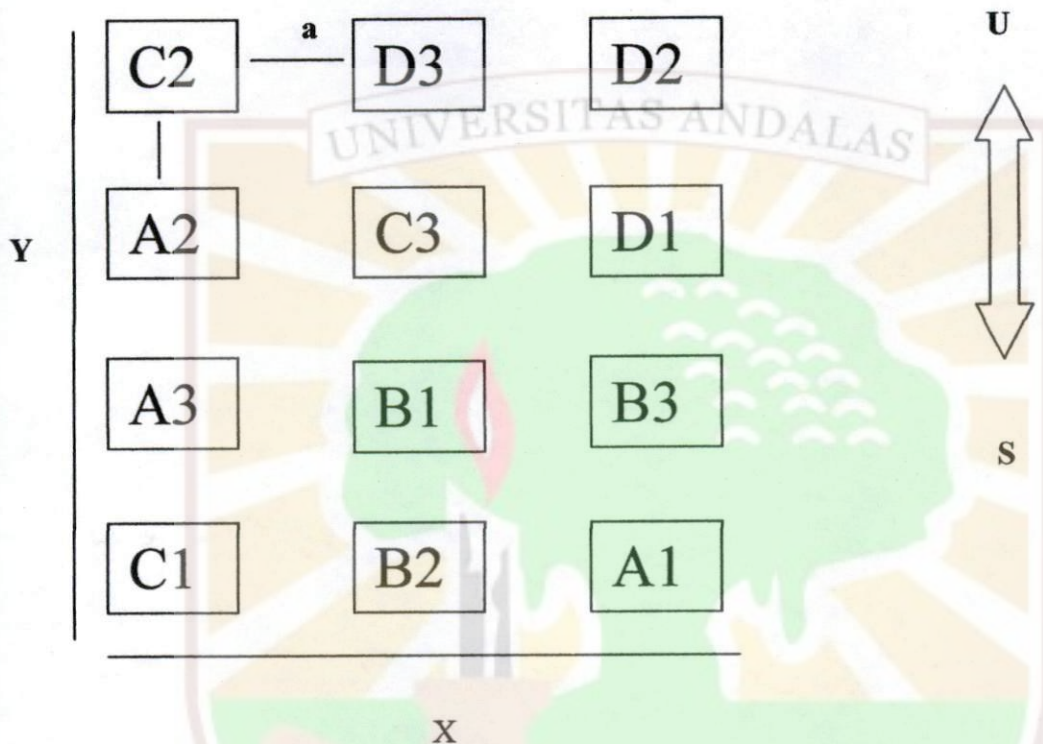 a
U
C2 D3 D2
UNIVERSITAS ANDALAS
Y
A2 C3 D1
A3 B1 B3
S
C1 B2 A1
X